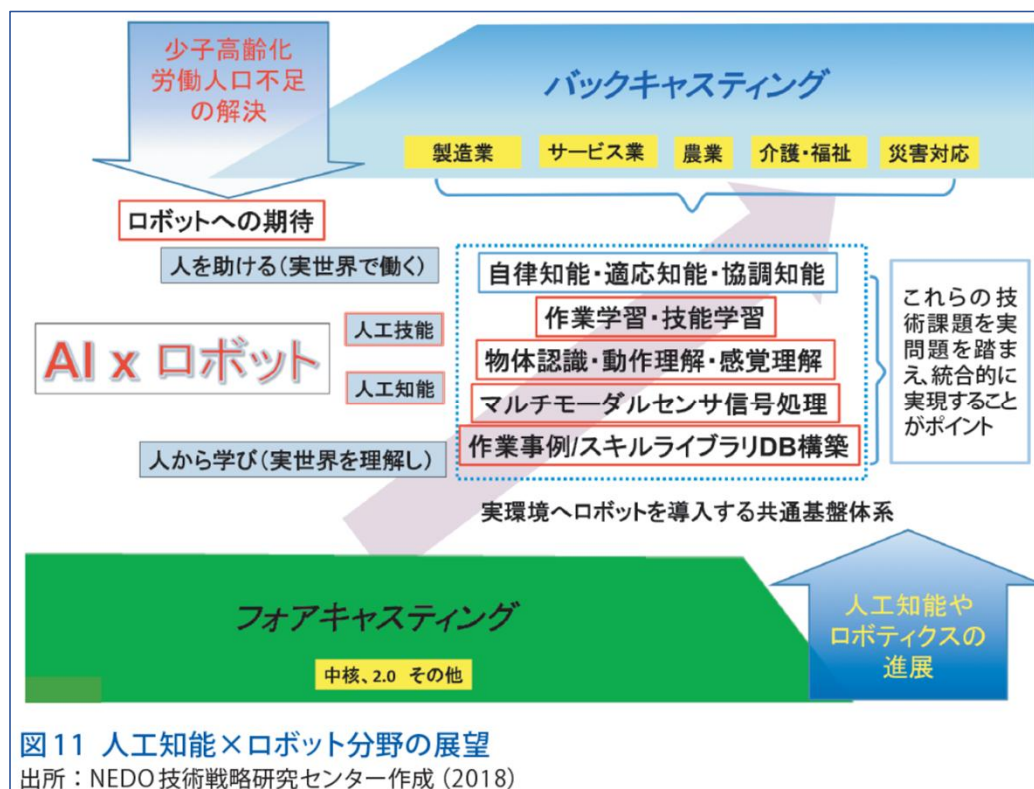 少子高齢化
労働人口不足
の解決
バックキャスティング
製造業
サービス業
農業
介護・福祉
災害対応
ロボットへの期待
人を助ける(実世界で働く)
自律知能・適応知能・協調知能
作業学習・技能学習
人工技能
AI x ロボット
物体認識・動作理解・感覚理解
人工知能
マルチモーダルセンサ信号処理
人から学び(実世界を理解し)
作業事例/スキルライブラリDB構築
これらの技
術課題を実
問題を踏ま
え、統合的に
実現すること
がポイント
実環境へロボットを導入する共通基盤体系
フォアキャスティング
中核、2.0 その他
人工知能や
ロボティクスの
進展
図11 人工知能×ロボット分野の展望
出所：NEDO技術戦略研究センター作成(2018)